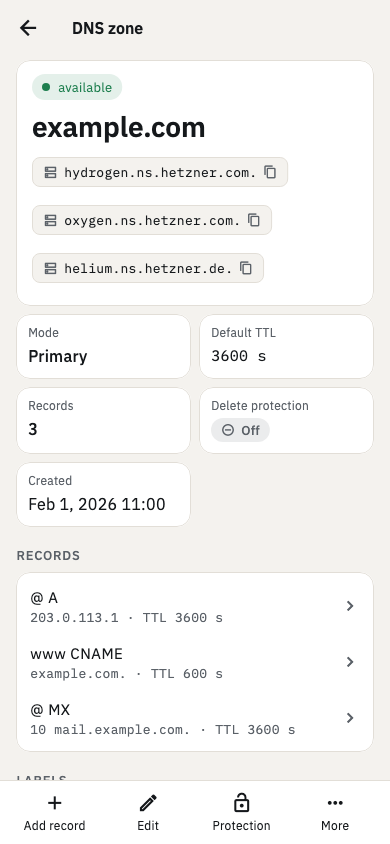 DNS zone
available
example.com
hydrogen.ns.hetzner.com.
oxygen.ns.hetzner.com.
helium.ns.hetzner.de.
Mode
Primary
Default TTL
3600 s
Records
3
Delete protection
Off
Created
Feb 1, 2026 11:00
RECORDS
@ A
203.0.113.1 · TTL 3600 s
www CNAME
example.com. · TTL 600 s
@ MX
10 mail.example.com. · TTL 3600 s
LABELS
Add record
Edit
Protection
More